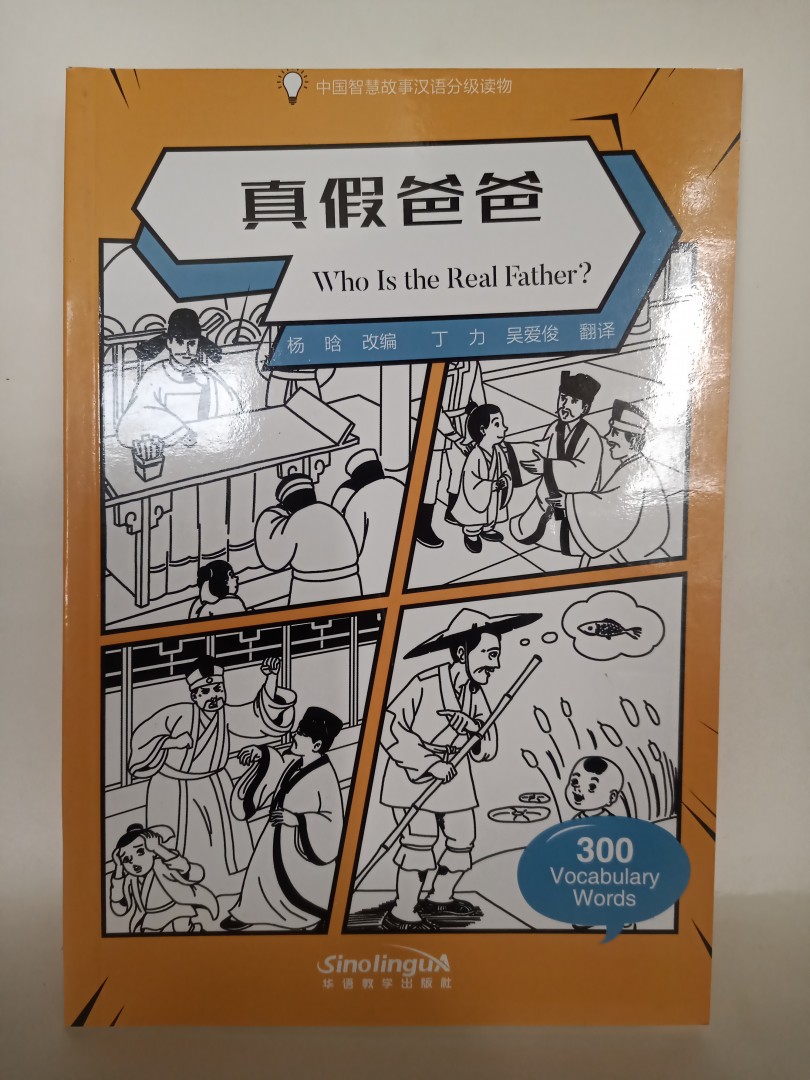 中国智慧故事汉语分级读物
真假爸爸
Who Is the Real Father?
杨 晗 改编 丁 力 吴爱俊 翻译
300
Vocabulary
Words
SinolinguA
华语教学出版社